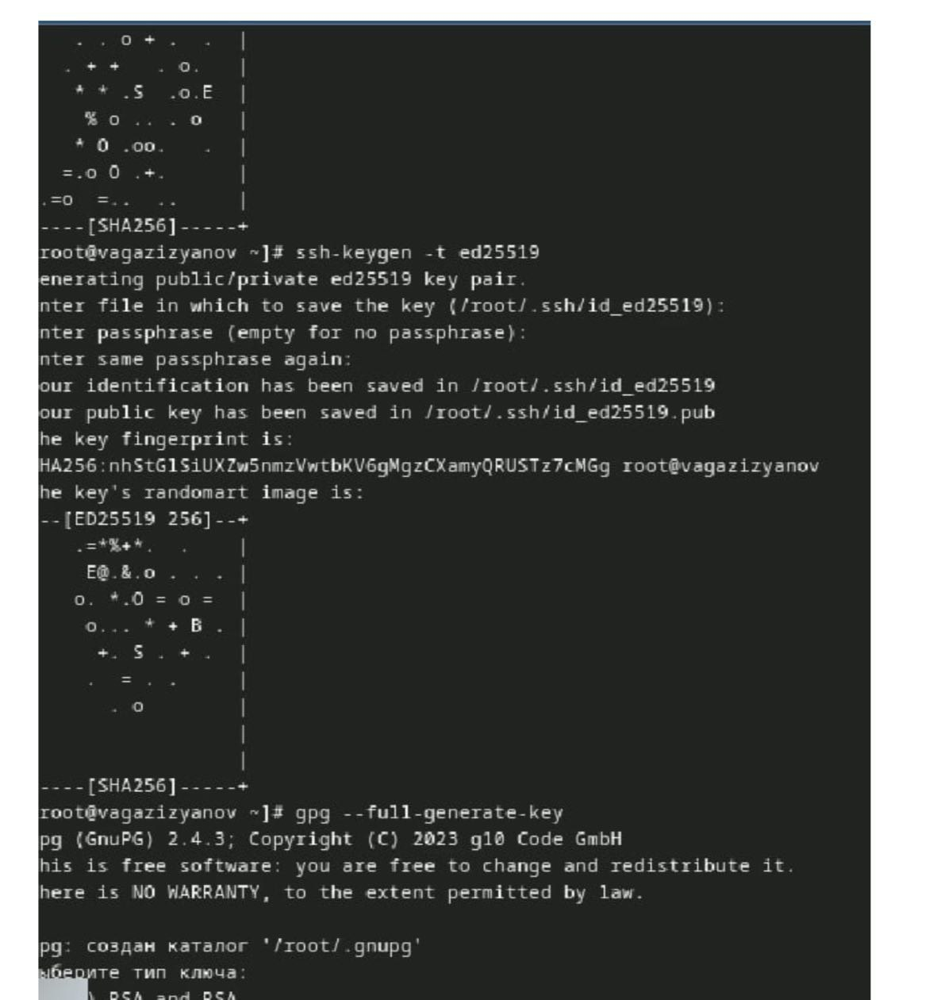 . . o + .  .   |
. + +   . o.   |
* * .S  .o.E  |
% o .. . o   |
* O .oo.   .  |
=.o O .+.      |
.=o  =..  ..     |
----[SHA256]-----+
root@vagazizyanov ~]# ssh-keygen -t ed25519
enerating public/private ed25519 key pair.
nter file in which to save the key (/root/.ssh/id_ed25519):
nter passphrase (empty for no passphrase):
nter same passphrase again:
our identification has been saved in /root/.ssh/id_ed25519
our public key has been saved in /root/.ssh/id_ed25519.pub
he key fingerprint is:
HA256:nhStGlSiUXZw5nmzVwtbKV6gMgzCXamyQRUSTz7cMGg root@vagazizyanov
he key's randomart image is:
--[ED25519 256]--+
.=*%+*.  .    |
E@.&.o . . . |
o. *.O = o =  |
o... * + B . |
+. S . + .  |
.  = . .     |
. o        |
|
|
----[SHA256]-----+
root@vagazizyanov ~]# gpg --full-generate-key
pg (GnuPG) 2.4.3; Copyright (C) 2023 g10 Code GmbH
his is free software: you are free to change and redistribute it.
here is NO WARRANTY, to the extent permitted by law.
pg: создан каталог '/root/.gnupg'
ыберите тип ключа:
) RSA and RSA